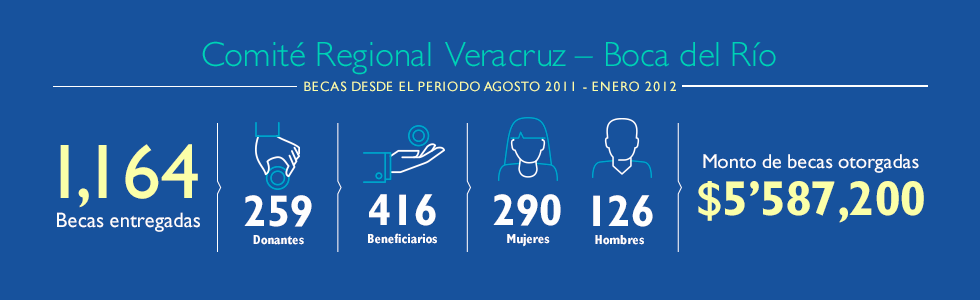 Comité Regional Veracruz – Boca del Río
BECAS DESDE EL PERIODO AGOSTO 2011 - ENERO 2012
1,164
Becas entregadas
259
Donantes
416
Beneficiarios
290
Mujeres
126
Hombres
Monto de becas otorgadas
$5’587,200